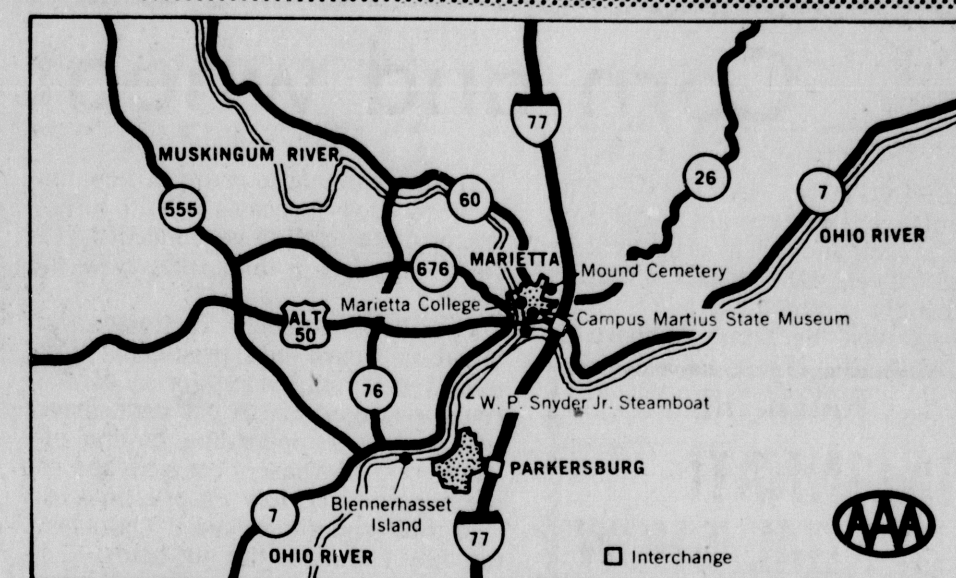 77
MUSKINGUM RIVER
26
7
555
60
OHIO RIVER
MARIETTA
676
Mound Cemetery
Marietta College
ALT
50
Campus Martius State Museum
76
W. P. Snyder Jr. Steamboat
PARKERSBURG
Blennerhasset
Island
7
77
OHIO RIVER
Interchange
AAA